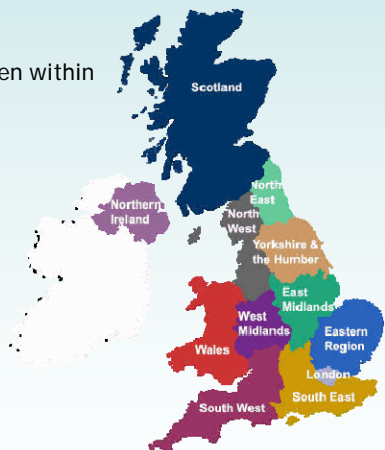 en within
Scotland
Northern
Ireland
North
East
North
West
Yorkshire &
the Humber
East
Midlands
West
Midlands
Eastern
Region
Wales
London
South East
South West